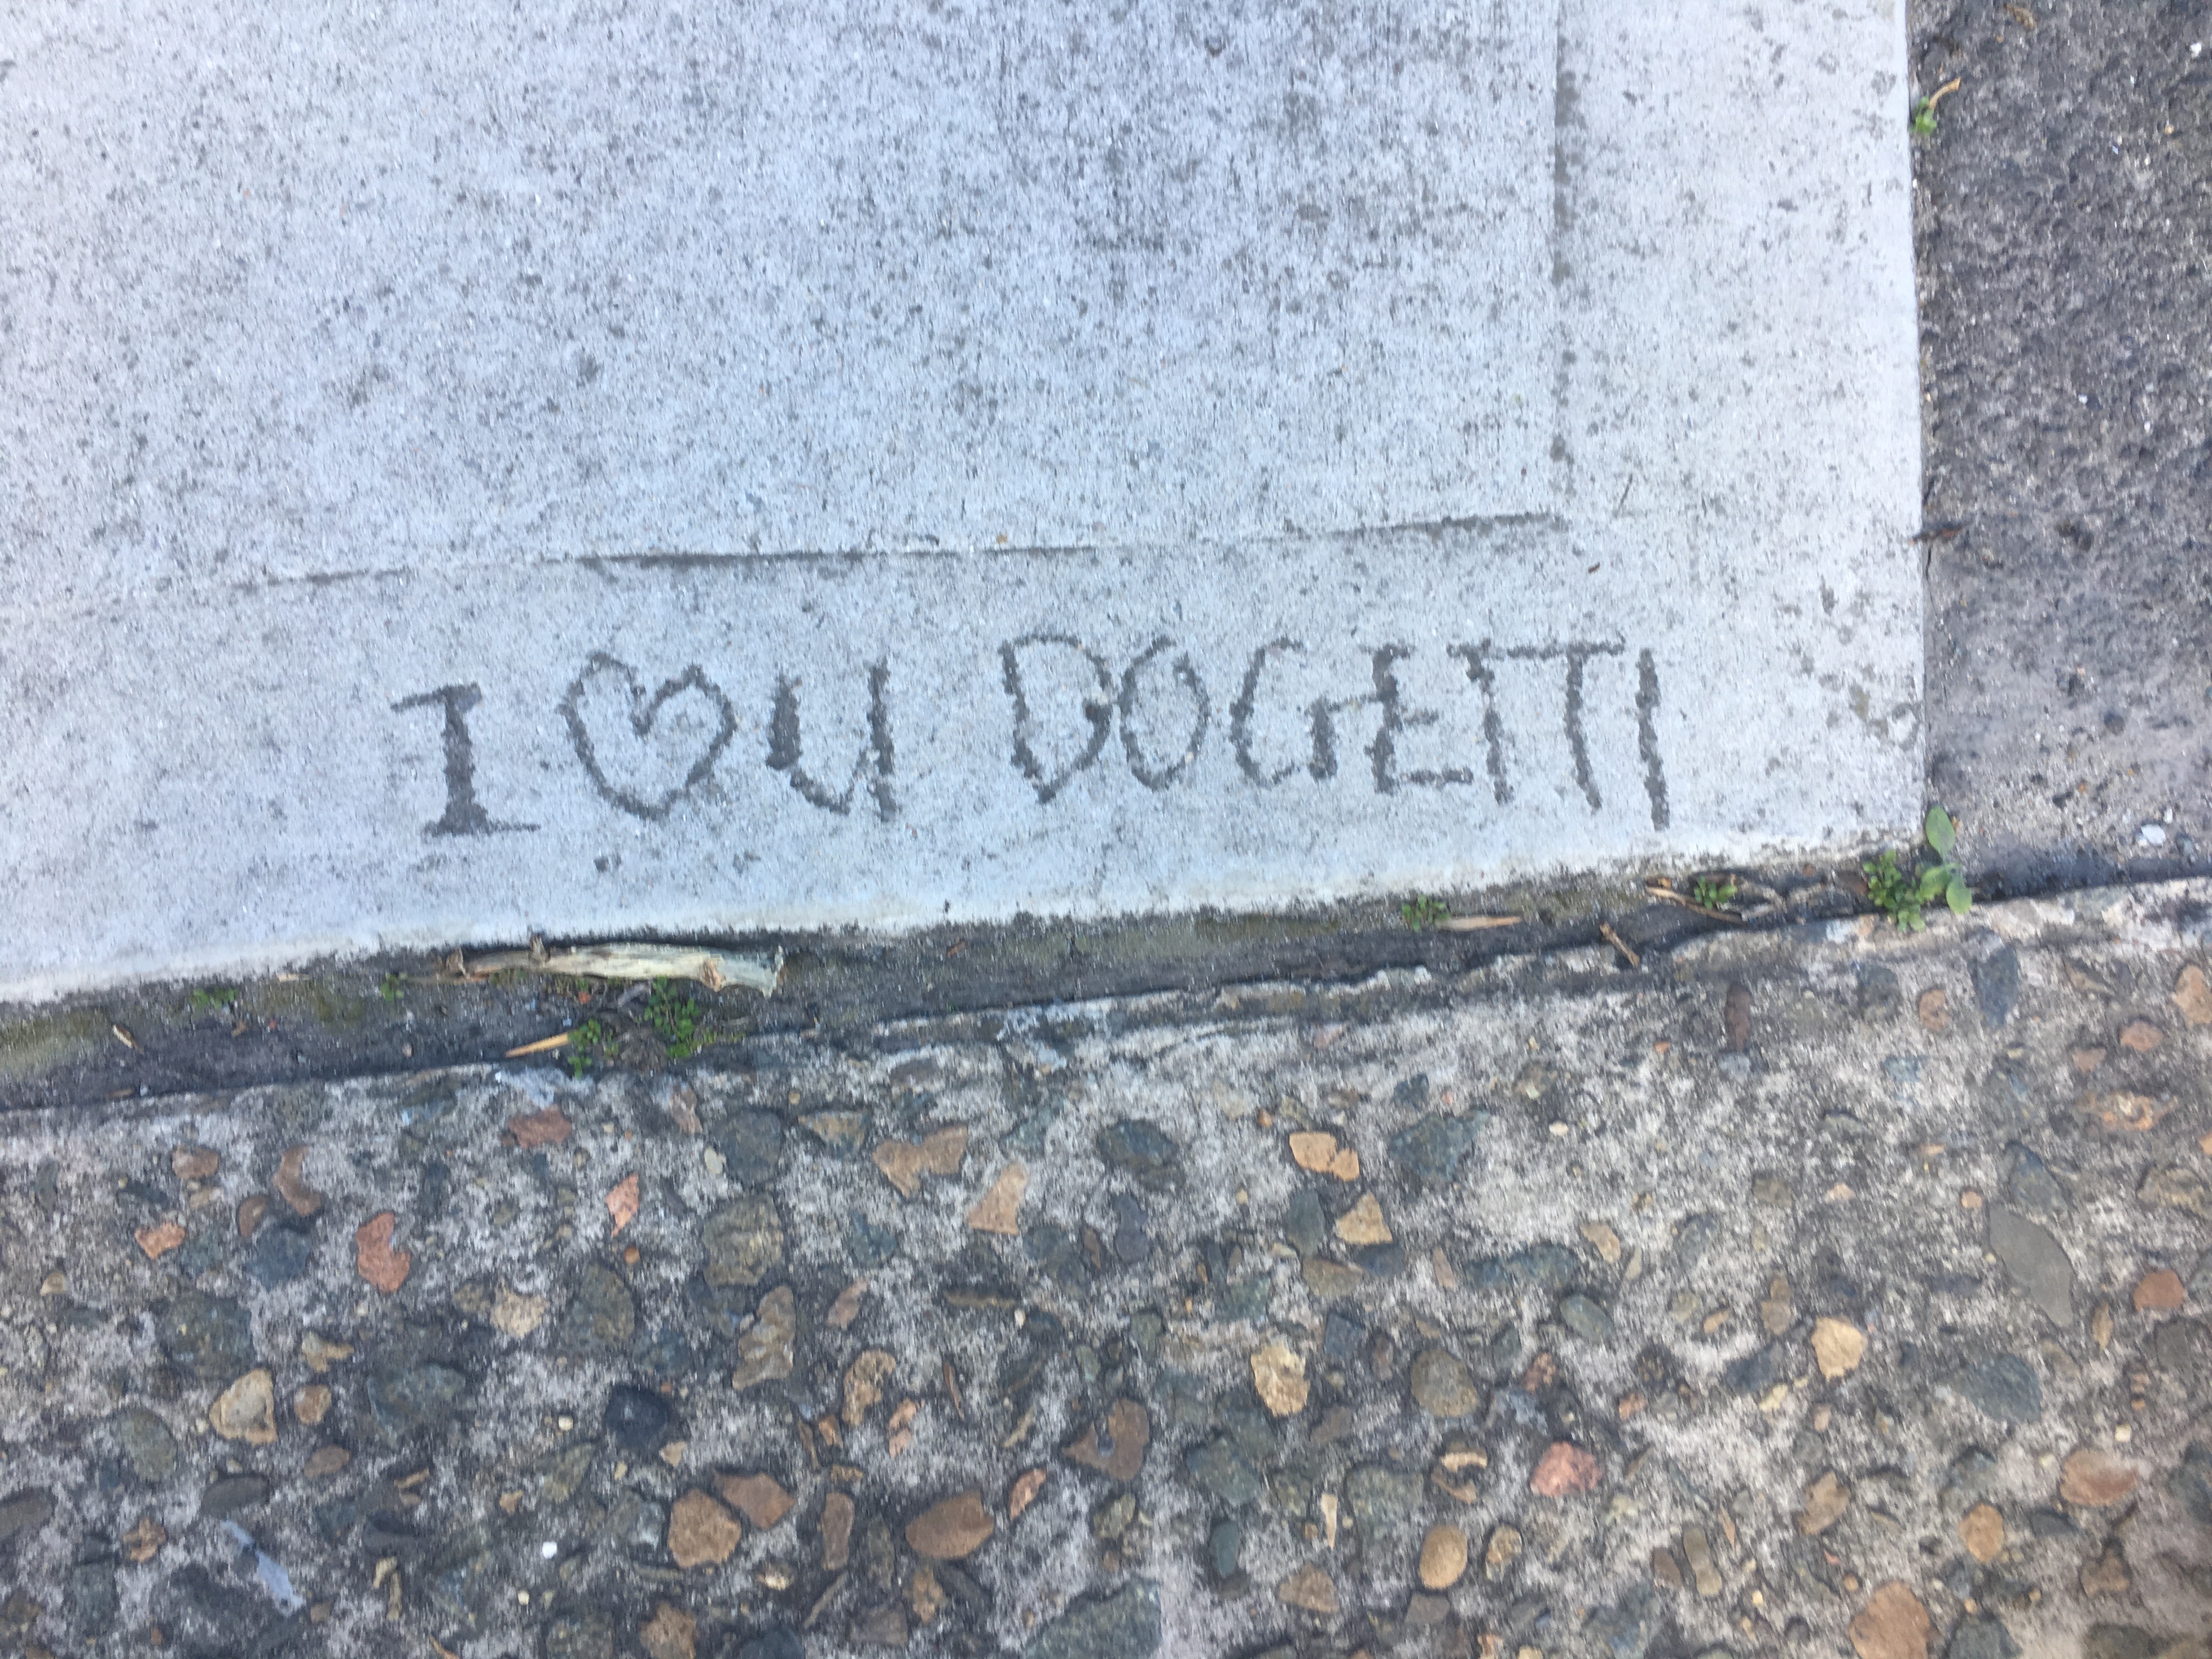 I ♡ U DOGETTI